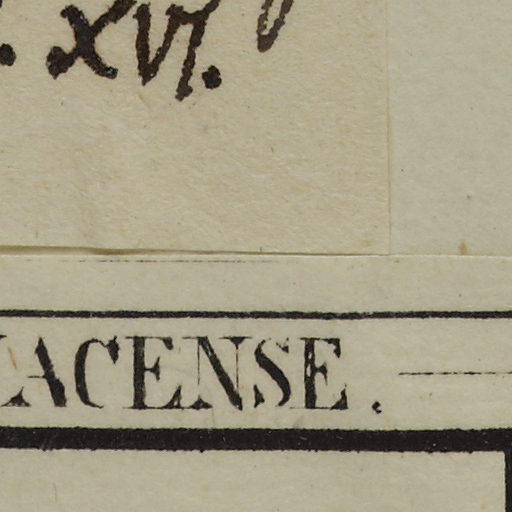 . xvi.
ACENSE.